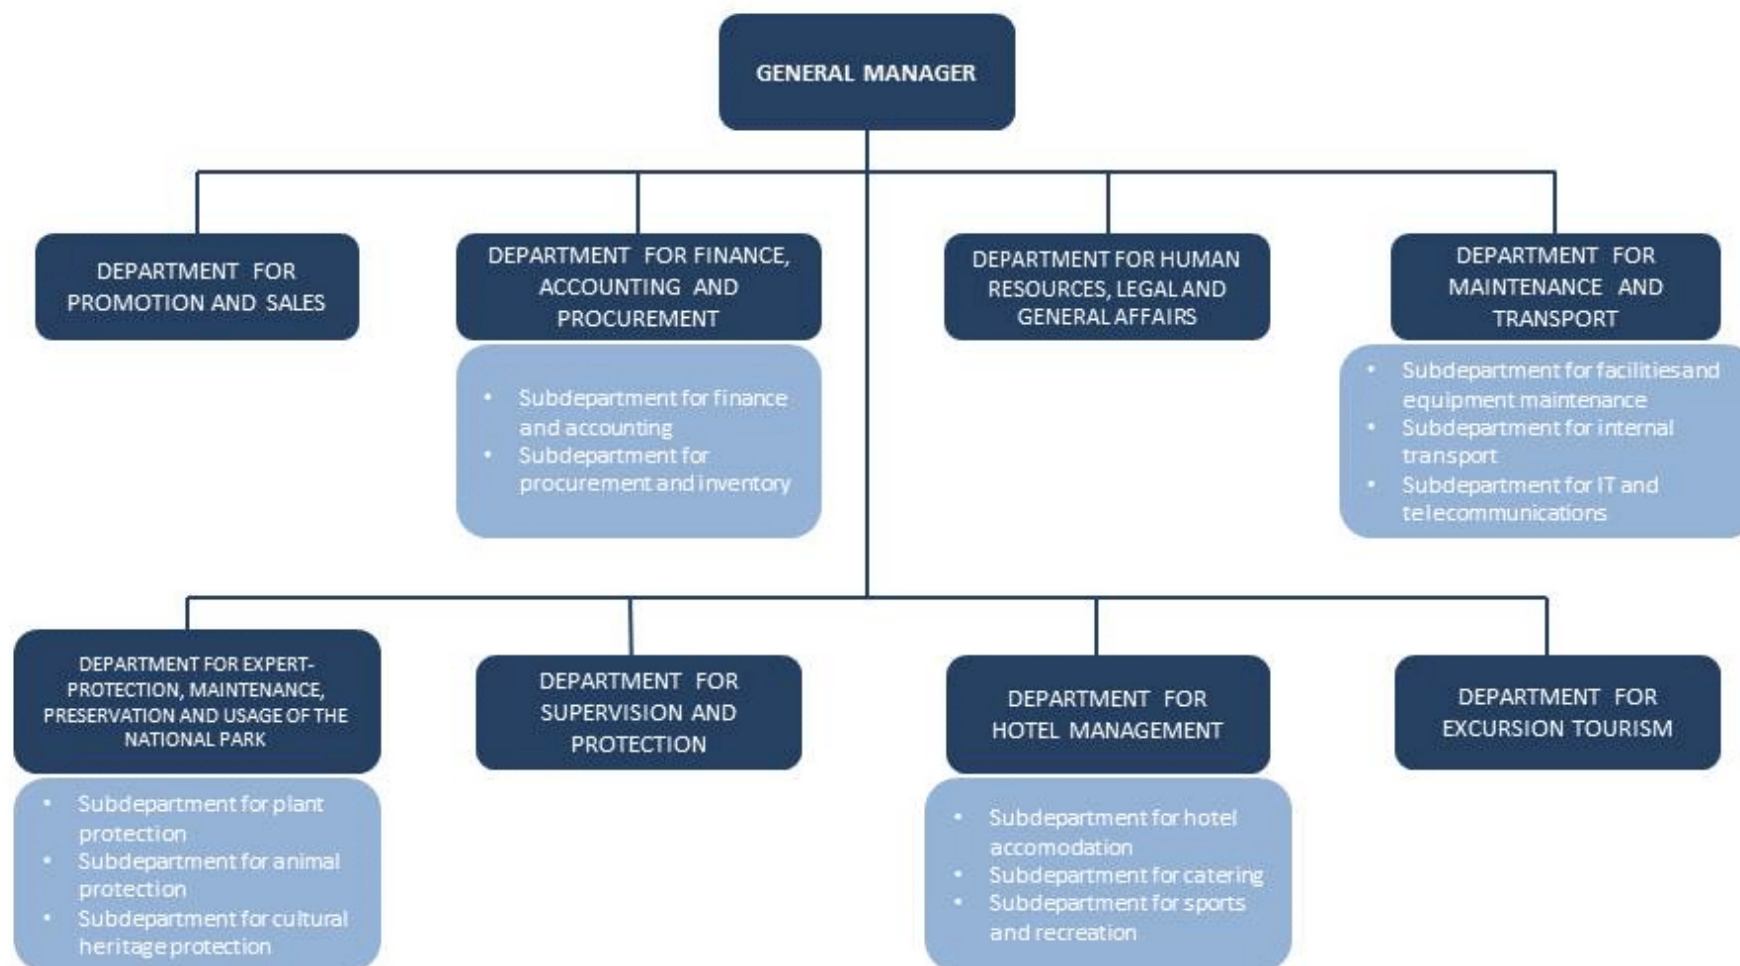 GENERAL MANAGER
DEPARTMENT FOR
PROMOTION AND SALES
DEPARTMENT FOR FINANCE,
ACCOUNTING AND
PROCUREMENT
• Subdepartment for finance
and accounting
• Subdepartment for
procurement and inventory
DEPARTMENT FOR HUMAN
RESOURCES, LEGAL AND
GENERAL AFFAIRS
DEPARTMENT FOR
MAINTENANCE AND
TRANSPORT
• Subdepartment for facilities and
equipment maintenance
• Subdepartment for internal
transport
• Subdepartment for IT and
telecommunications
DEPARTMENT FOR EXPERT-
PROTECTION, MAINTENANCE,
PRESERVATION AND USAGE OF THE
NATIONAL PARK
• Subdepartment for plant
protection
• Subdepartment for animal
protection
• Subdepartment for cultural
heritage protection
DEPARTMENT FOR
SUPERVISION AND
PROTECTION
DEPARTMENT FOR
HOTEL MANAGEMENT
• Subdepartment for hotel
accomodation
• Subdepartment for catering
• Subdepartment for sports
and recreation
DEPARTMENT FOR
EXCURSION TOURISM